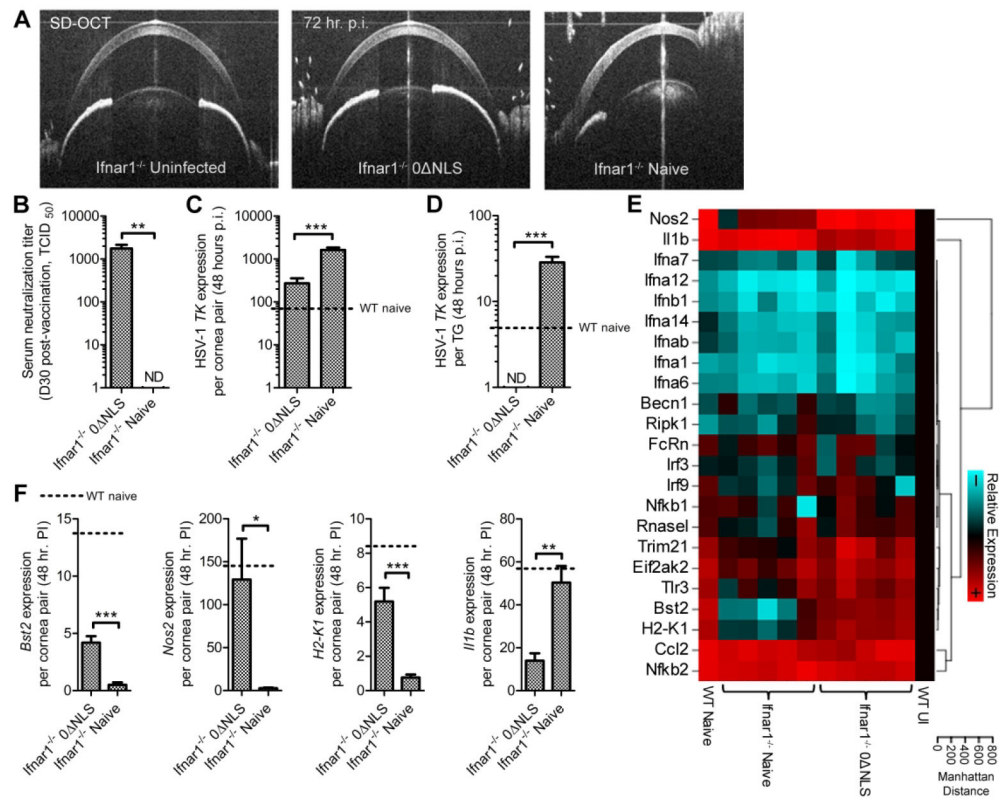 A
SD-OCT
Ifnar1-/- Uninfected
72 hr. p.i.
Ifnar1-/- 0ΔNLS
Ifnar1-/- Naive
B
Serum neutralization titer
(D30 post-vaccination, TCID 50)
10000
1000
100
10
1
**
ND
Ifnar1-/- 0ΔNLS
Ifnar1-/- Naive
C
HSV-1 TK expression
per cornea pair (48 hours p.i.)
10000
1000
100
10
1
***
WT naive
Ifnar1-/- 0ΔNLS
Ifnar1-/- Naive
D
HSV-1 TK expression
per TG (48 hours p.i.)
100
10
1
***
ND
WT naive
Ifnar1-/- 0ΔNLS
Ifnar1-/- Naive
E
Nos2
Il1b
Ifna7
Ifna12
Ifnb1
Ifna14
Ifnab
Ifna1
Ifna6
Becn1
Ripk1
FcRn
Irf3
Irf9
Nfkb1
Rnasel
Trim21
Eif2ak2
Tlr3
Bst2
H2-K1
Ccl2
Nfkb2
WT Naive
Ifnar1-/- Naive
Ifnar1-/- 0ΔNLS
WT UI
−
+
Relative Expression
0
200
400
600
800
Manhattan
Distance
F
WT naive
Bst2 expression
per cornea pair (48 hr. PI)
15
10
5
0
***
Ifnar1-/- 0ΔNLS
Ifnar1-/- Naive
Nos2 expression
per cornea pair (48 hr. PI)
200
150
100
50
0
*
Ifnar1-/- 0ΔNLS
Ifnar1-/- Naive
H2-K1 expression
per cornea pair (48 hr. PI)
10
8
6
4
2
0
***
Ifnar1-/- 0ΔNLS
Ifnar1-/- Naive
Il1b expression
per cornea pair (48 hr. PI)
80
60
40
20
0
**
Ifnar1-/- 0ΔNLS
Ifnar1-/- Naive